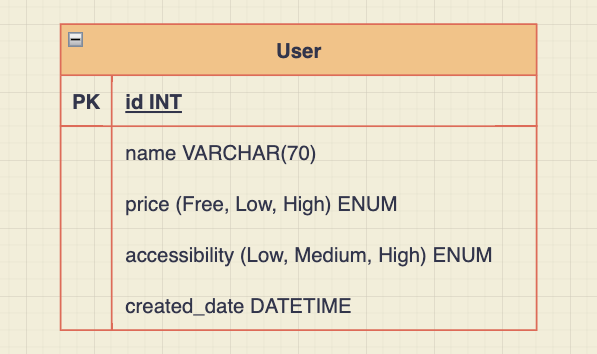 User
PK id INT
name VARCHAR(70)
price (Free, Low, High) ENUM
accessibility (Low, Medium, High) ENUM
created_date DATETIME